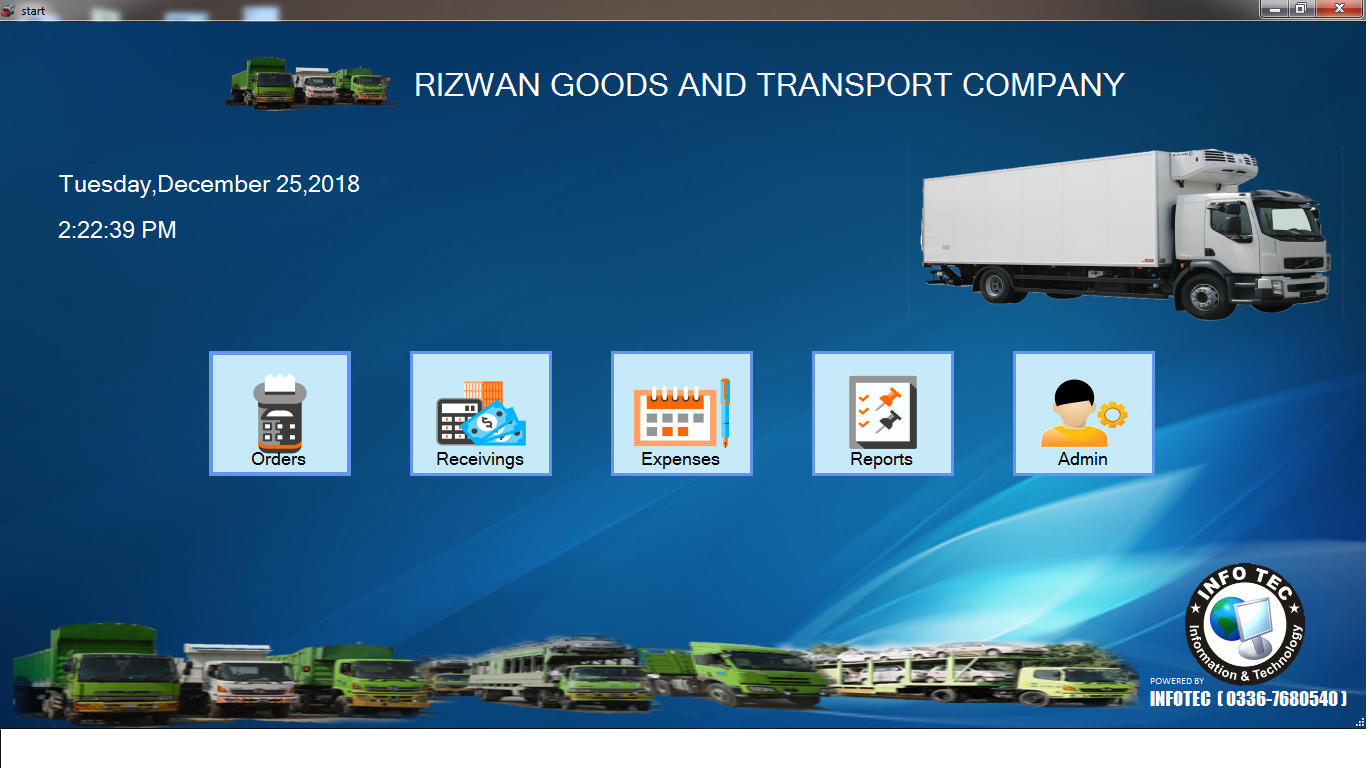 start
RIZWAN GOODS AND TRANSPORT COMPANY
Tuesday,December 25,2018
2:22:39 PM
Orders
Receivings
Expenses
Reports
Admin
INFO TEC
Information & Technology
POWERED BY
INFOTEC ( 0336-7680540 )